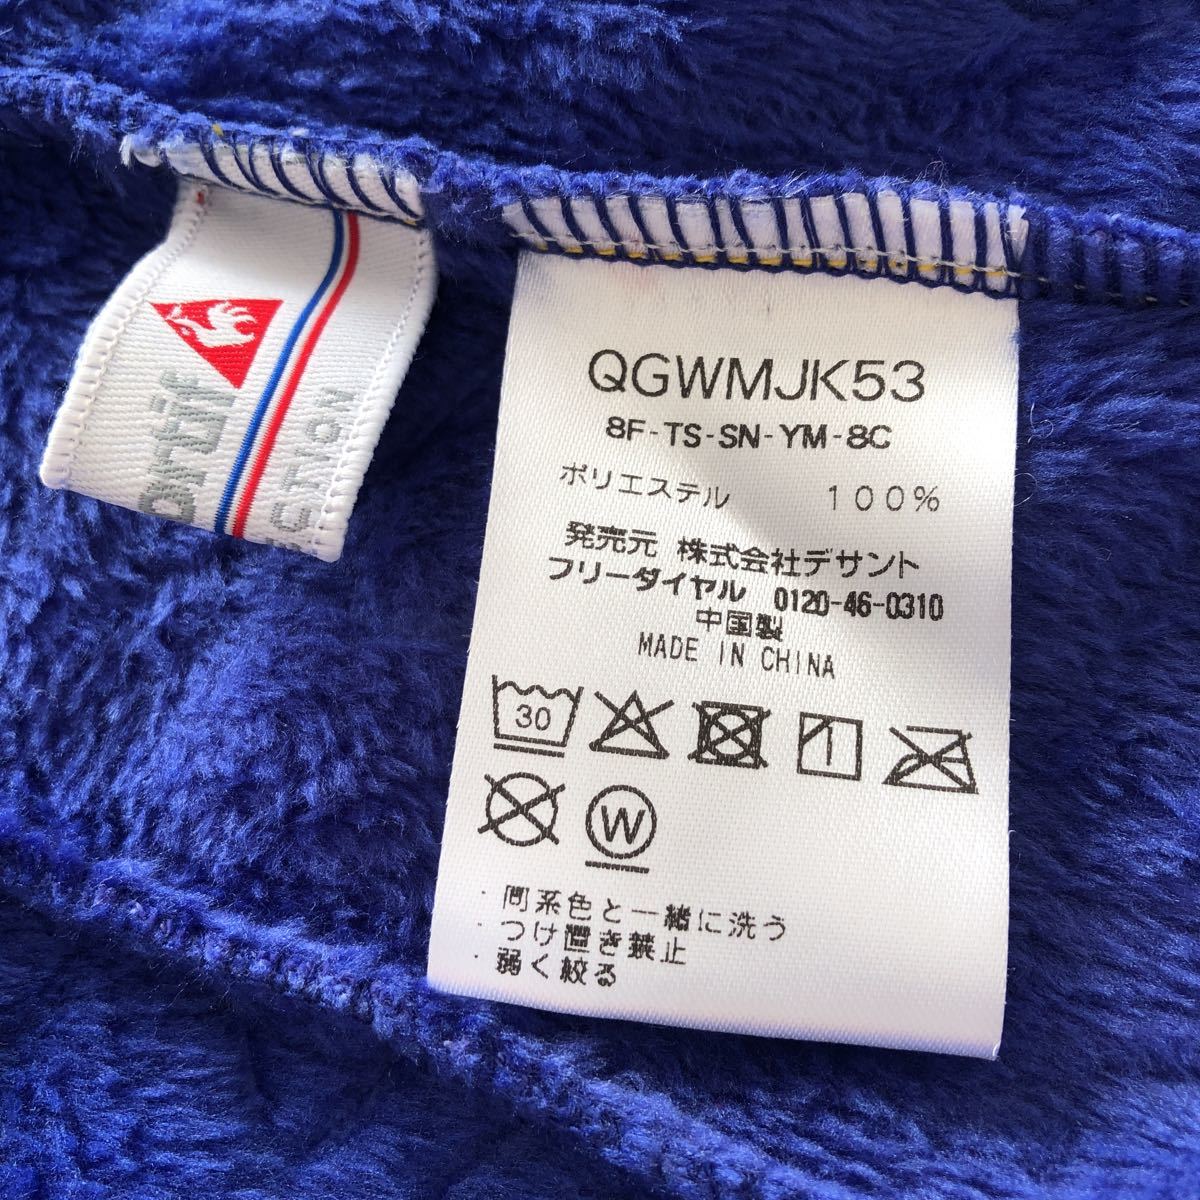 QGWMJK53
8F-TS-SN-YM-8C
ポリエステル 100%
発売元 株式会社デサント
フリーダイヤル 0120-46-0310
中国製
MADE IN CHINA
30
W
・同系色と一緒に洗う
・つけ置き禁止
・弱く絞る